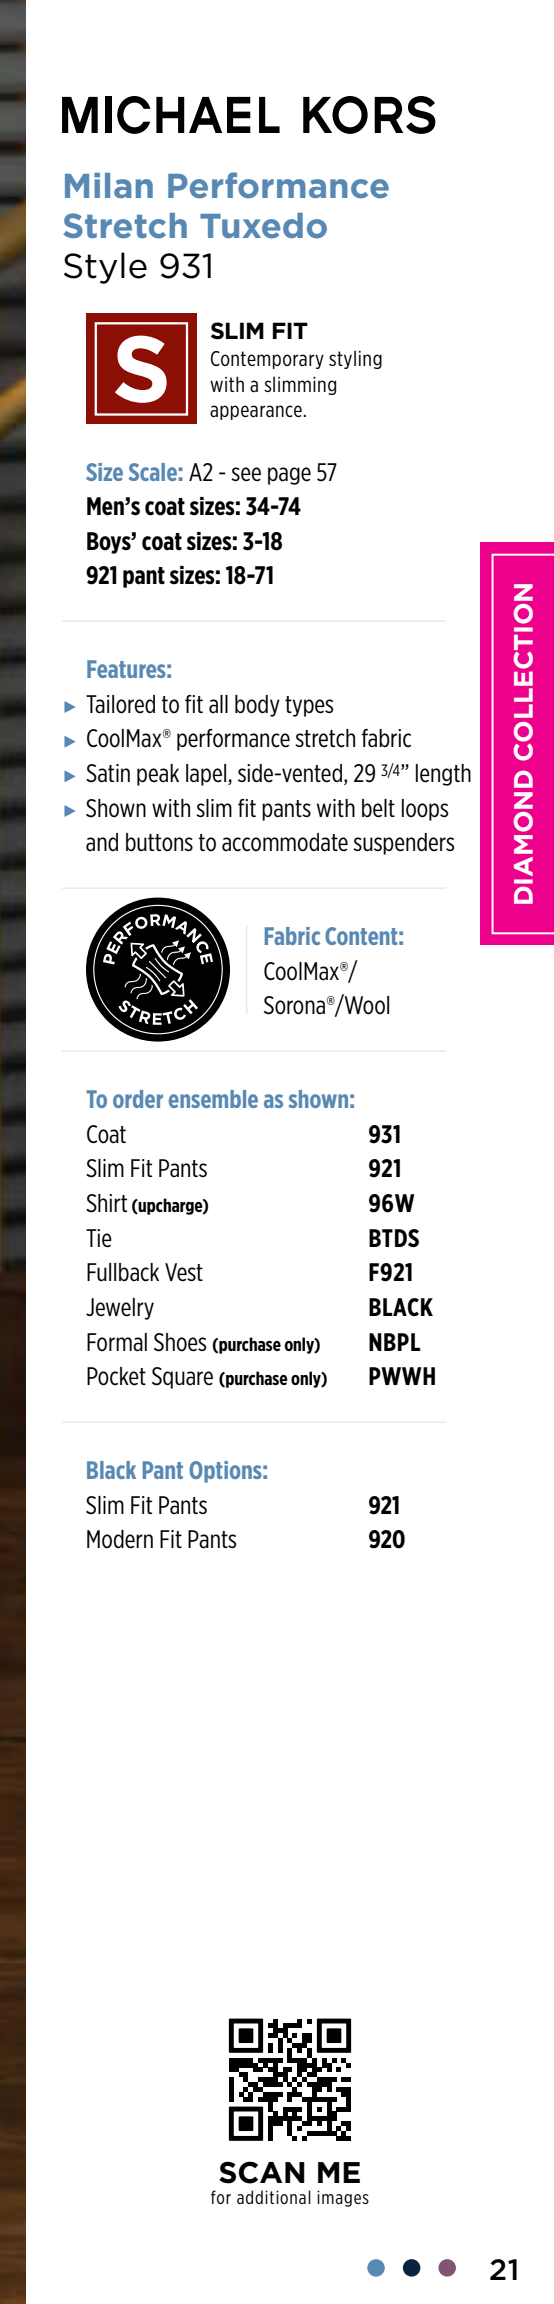 MICHAEL KORS
Milan Performance
Stretch Tuxedo
Style 931
S
SLIM FIT
Contemporary styling
with a slimming
appearance.
Size Scale: A2 - see page 57
Men's coat sizes: 34-74
Boys' coat sizes: 3-18
921 pant sizes: 18-71
DIAMOND COLLECTION
Features:
► Tailored to fit all body types
► CoolMax® performance stretch fabric
► Satin peak lapel, side-vented, 29 3/4” length
► Shown with slim fit pants with belt loops
and buttons to accommodate suspenders
PERFORMANCE
STRETCH
Fabric Content:
CoolMax®/
Sorona®/Wool
To order ensemble as shown:
Coat 931
Slim Fit Pants 921
Shirt (upcharge) 96W
Tie BTDS
Fullback Vest F921
Jewelry BLACK
Formal Shoes (purchase only) NBPL
Pocket Square (purchase only) PWWH
Black Pant Options:
Slim Fit Pants 921
Modern Fit Pants 920
SCAN ME
for additional images
21